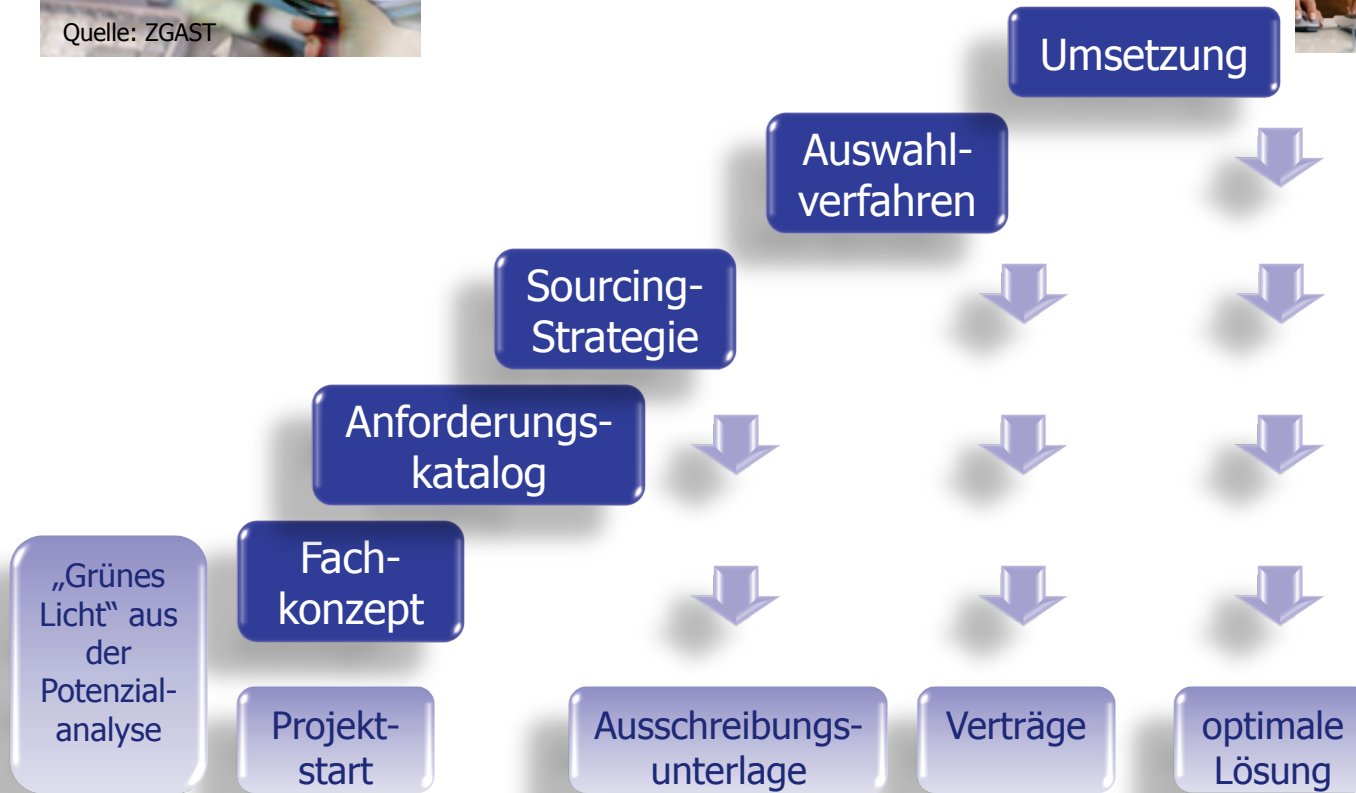 Quelle: ZGAST
Umsetzung
Auswahl-
verfahren
Sourcing-
Strategie
Anforderungs-
katalog
Fach-
konzept
„Grünes
Licht“ aus
der
Potenzial-
analyse
Projekt-
start
Ausschreibungs-
unterlage
Verträge
optimale
Lösung